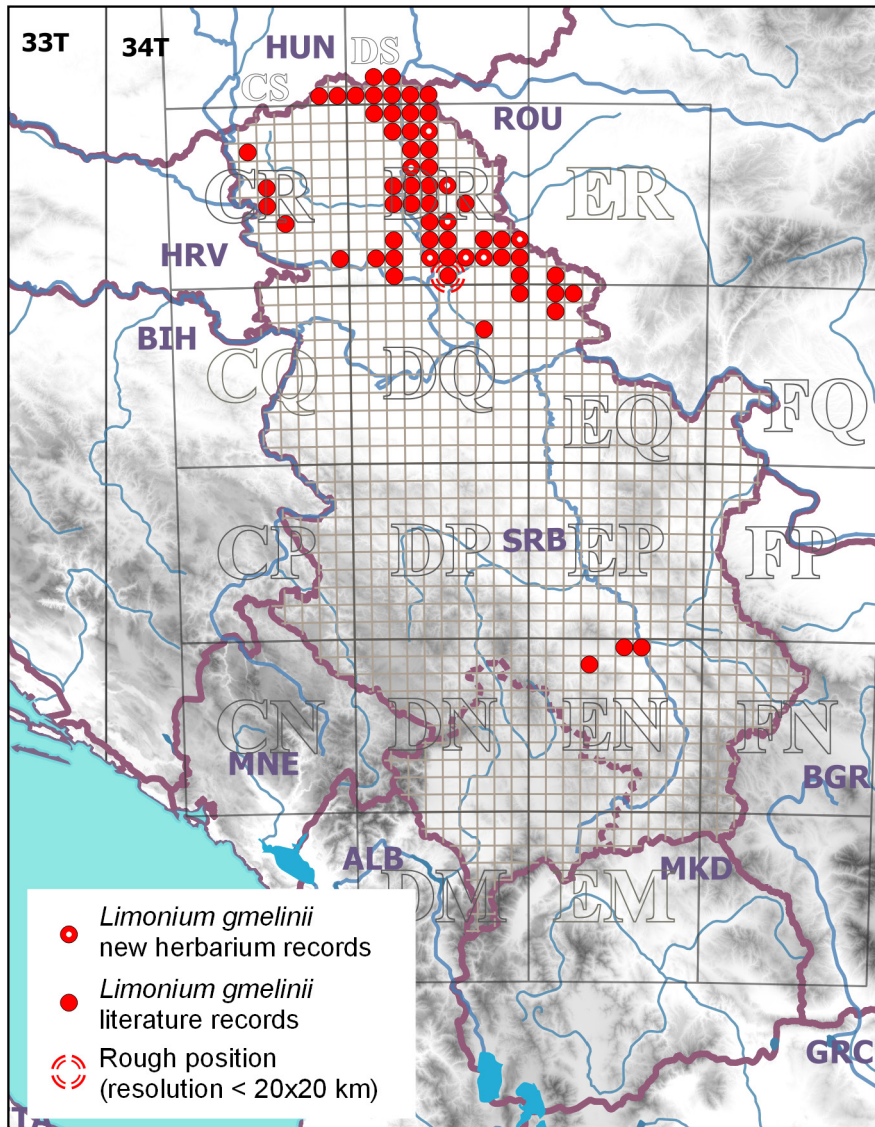 33T
34T
HUN
DS
CS
ROU
CR
DR
ER
HRV
BIH
CQ
DQ
EQ
FQ
CP
DP
SRB
EP
FP
CN
DN
EN
FN
MNE
BGR
ALB
MKD
DM
EM
Limonium gmelinii
new herbarium records
Limonium gmelinii
literature records
Rough position
(resolution < 20x20 km)
GRC